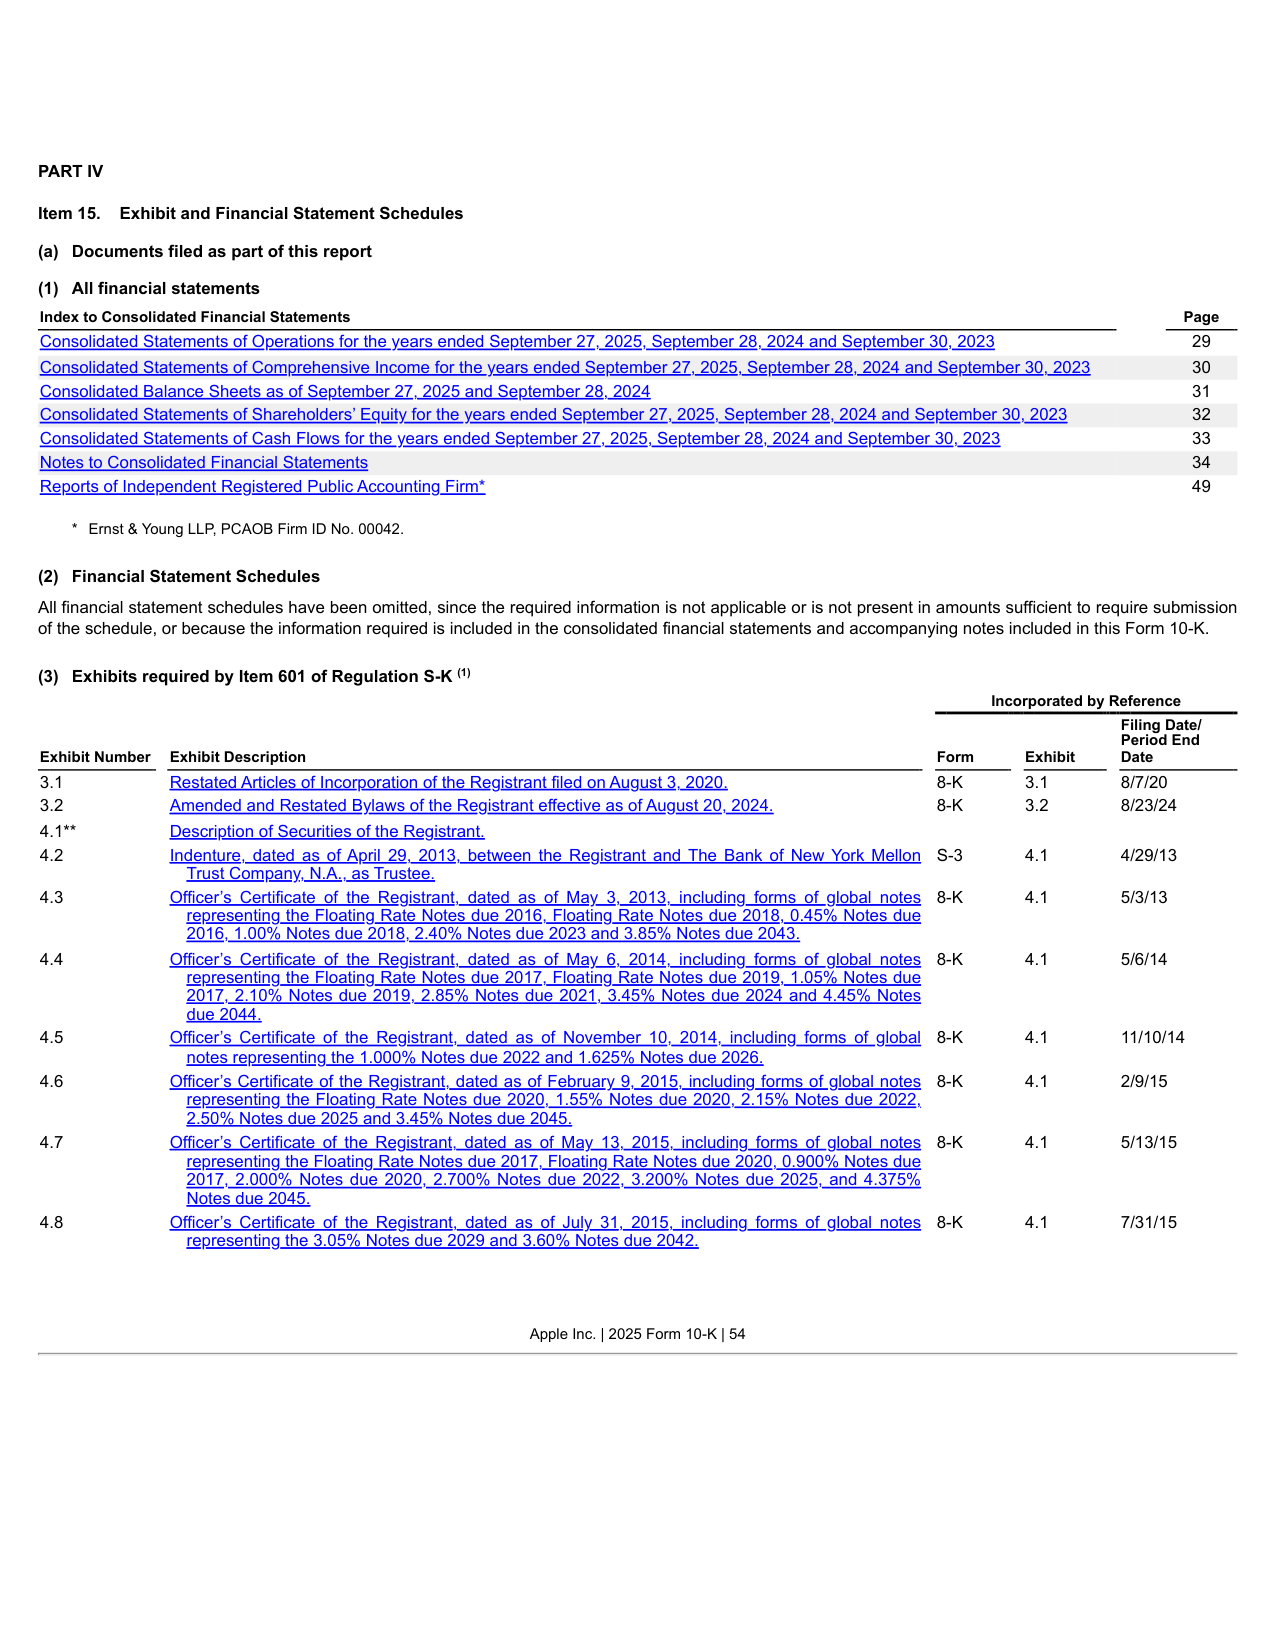 PART IV
Item 15. Exhibit and Financial Statement Schedules
(a) Documents filed as part of this report
(1) All financial statements
Index to Consolidated Financial Statements Page
Consolidated Statements of Operations for the years ended September 27, 2025, September 28, 2024 and September 30, 2023 29
Consolidated Statements of Comprehensive Income for the years ended September 27, 2025, September 28, 2024 and September 30, 2023 30
Consolidated Balance Sheets as of September 27, 2025 and September 28, 2024 31
Consolidated Statements of Shareholders’ Equity for the years ended September 27, 2025, September 28, 2024 and September 30, 2023 32
Consolidated Statements of Cash Flows for the years ended September 27, 2025, September 28, 2024 and September 30, 2023 33
Notes to Consolidated Financial Statements 34
Reports of Independent Registered Public Accounting Firm* 49
* Ernst & Young LLP, PCAOB Firm ID No. 00042.
(2) Financial Statement Schedules
All financial statement schedules have been omitted, since the required information is not applicable or is not present in amounts sufficient to require submission
of the schedule, or because the information required is included in the consolidated financial statements and accompanying notes included in this Form 10-K.
(3) Exhibits required by Item 601 of Regulation S-K (1)
Incorporated by Reference
Filing Date/
Period End
Exhibit Number Exhibit Description Form Exhibit Date
3.1 Restated Articles of Incorporation of the Registrant filed on August 3, 2020. 8-K 3.1 8/7/20
3.2 Amended and Restated Bylaws of the Registrant effective as of August 20, 2024. 8-K 3.2 8/23/24
4.1** Description of Securities of the Registrant.
4.2 Indenture, dated as of April 29, 2013, between the Registrant and The Bank of New York Mellon S-3 4.1 4/29/13
Trust Company, N.A., as Trustee.
4.3 Officer’s Certificate of the Registrant, dated as of May 3, 2013, including forms of global notes 8-K 4.1 5/3/13
representing the Floating Rate Notes due 2016, Floating Rate Notes due 2018, 0.45% Notes due
2016, 1.00% Notes due 2018, 2.40% Notes due 2023 and 3.85% Notes due 2043.
4.4 Officer’s Certificate of the Registrant, dated as of May 6, 2014, including forms of global notes 8-K 4.1 5/6/14
representing the Floating Rate Notes due 2017, Floating Rate Notes due 2019, 1.05% Notes due
2017, 2.10% Notes due 2019, 2.85% Notes due 2021, 3.45% Notes due 2024 and 4.45% Notes
due 2044.
4.5 Officer’s Certificate of the Registrant, dated as of November 10, 2014, including forms of global 8-K 4.1 11/10/14
notes representing the 1.000% Notes due 2022 and 1.625% Notes due 2026.
4.6 Officer’s Certificate of the Registrant, dated as of February 9, 2015, including forms of global notes 8-K 4.1 2/9/15
representing the Floating Rate Notes due 2020, 1.55% Notes due 2020, 2.15% Notes due 2022,
2.50% Notes due 2025 and 3.45% Notes due 2045.
4.7 Officer’s Certificate of the Registrant, dated as of May 13, 2015, including forms of global notes 8-K 4.1 5/13/15
representing the Floating Rate Notes due 2017, Floating Rate Notes due 2020, 0.900% Notes due
2017, 2.000% Notes due 2020, 2.700% Notes due 2022, 3.200% Notes due 2025, and 4.375%
Notes due 2045.
4.8 Officer’s Certificate of the Registrant, dated as of July 31, 2015, including forms of global notes 8-K 4.1 7/31/15
representing the 3.05% Notes due 2029 and 3.60% Notes due 2042.
Apple Inc. | 2025 Form 10-K | 54